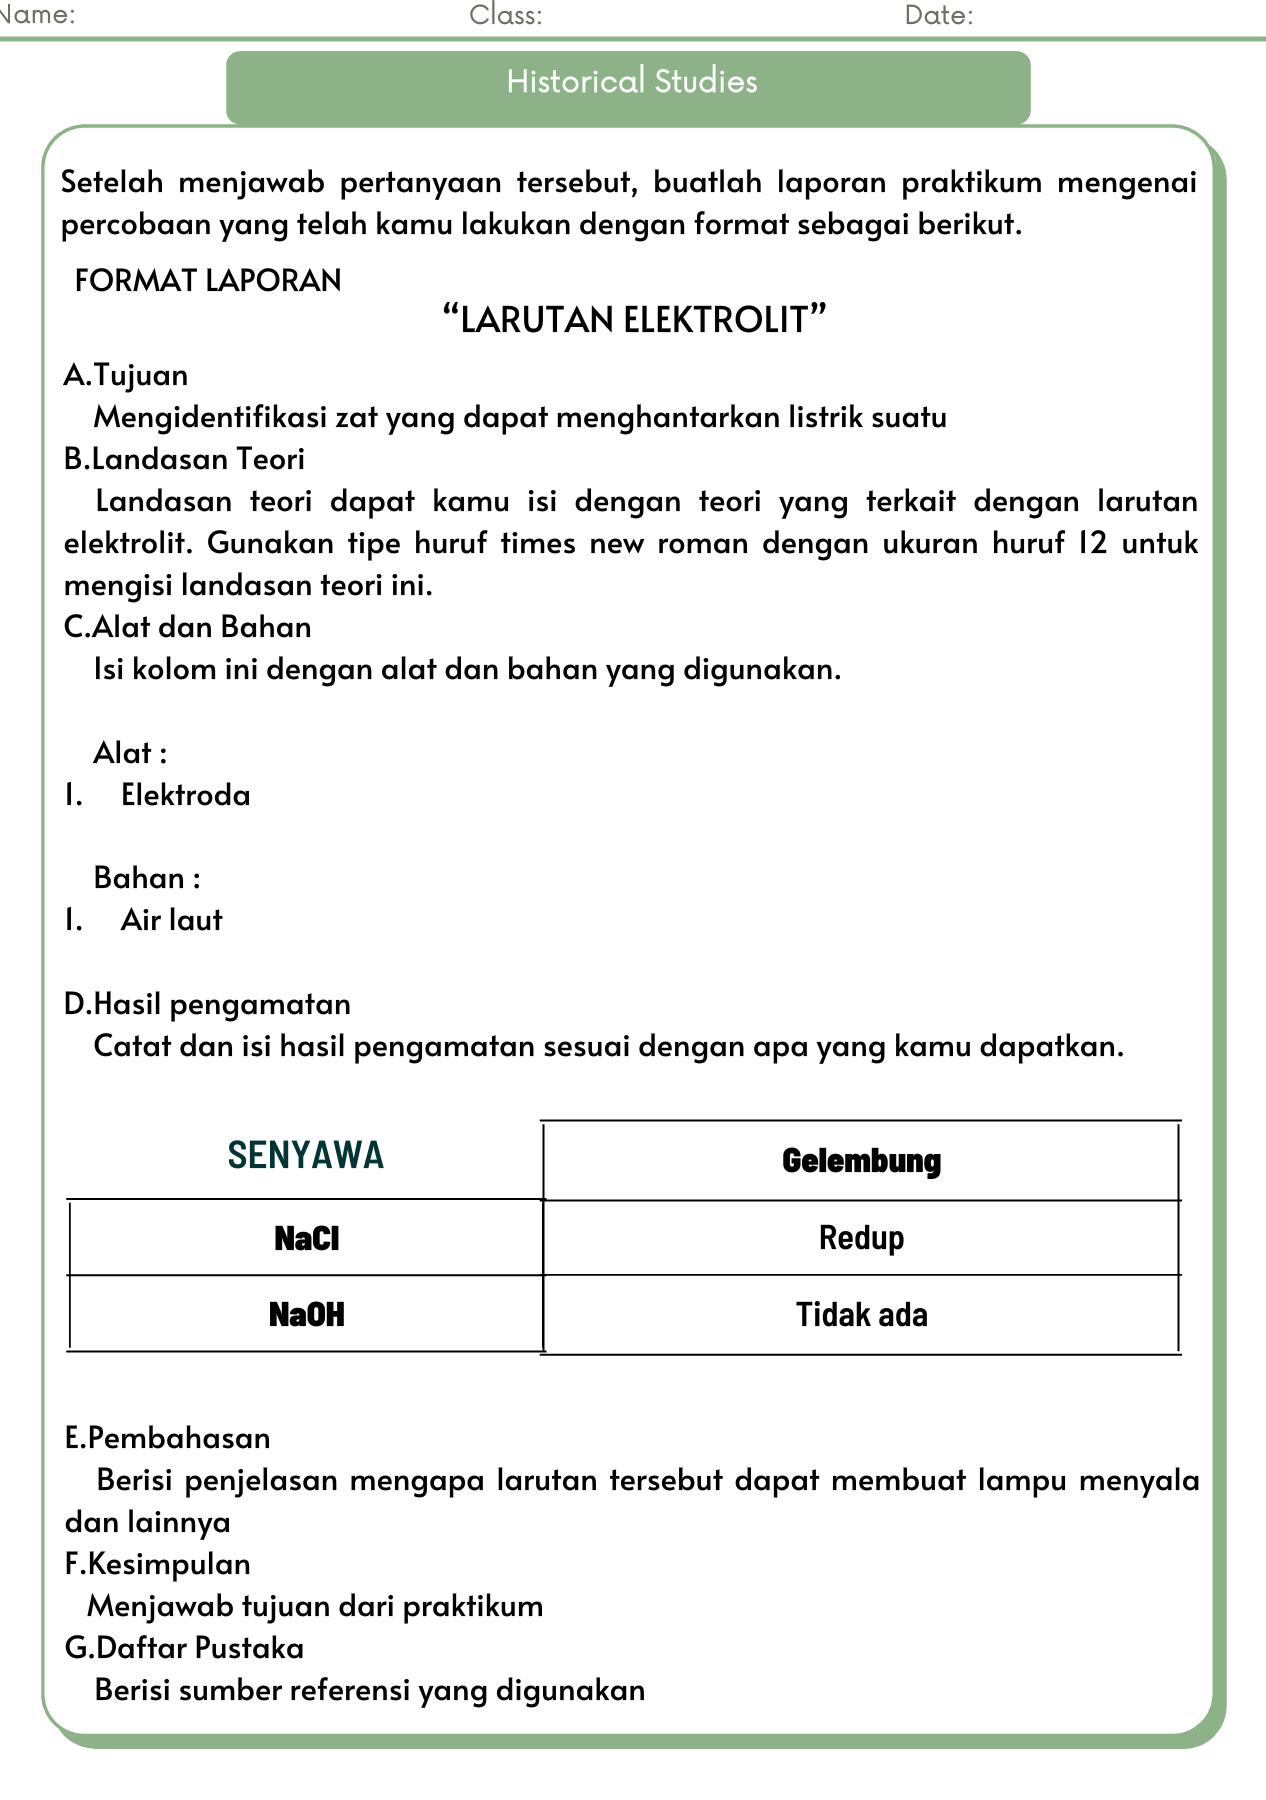 Name: Class: Date:
Historical Studies
Setelah menjawab pertanyaan tersebut, buatlah laporan praktikum mengenai
percobaan yang telah kamu lakukan dengan format sebagai berikut.
FORMAT LAPORAN
“LARUTAN ELEKTROLIT”
A.Tujuan
Mengidentifikasi zat yang dapat menghantarkan listrik suatu
B.Landasan Teori
Landasan teori dapat kamu isi dengan teori yang terkait dengan larutan
elektrolit. Gunakan tipe huruf times new roman dengan ukuran huruf 12 untuk
mengisi landasan teori ini.
C.Alat dan Bahan
Isi kolom ini dengan alat dan bahan yang digunakan.
Alat :
1. Elektroda
Bahan :
1. Air laut
D.Hasil pengamatan
Catat dan isi hasil pengamatan sesuai dengan apa yang kamu dapatkan.
SENYAWA Gelembung
NaCl Redup
NaOH Tidak ada
E.Pembahasan
Berisi penjelasan mengapa larutan tersebut dapat membuat lampu menyala
dan lainnya
F.Kesimpulan
Menjawab tujuan dari praktikum
G.Daftar Pustaka
Berisi sumber referensi yang digunakan